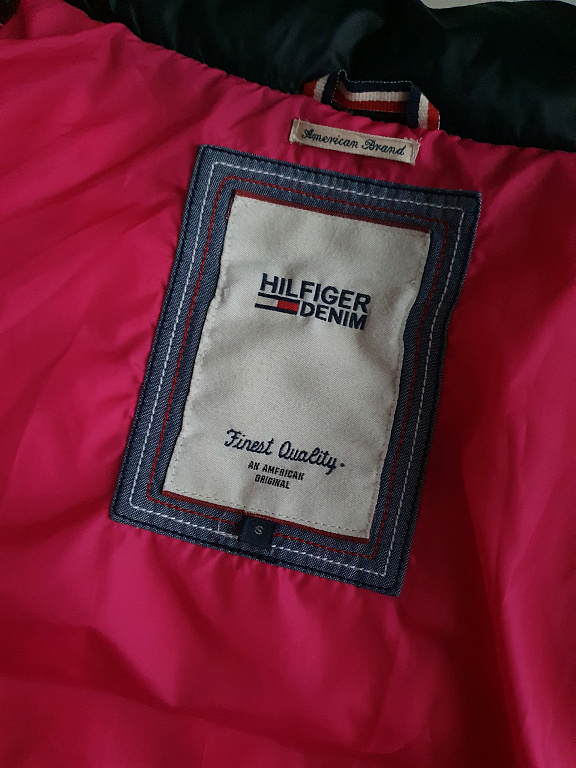 American Brand
HILFIGER
DENIM
Finest Quality
AN AMERICAN
ORIGINAL
S